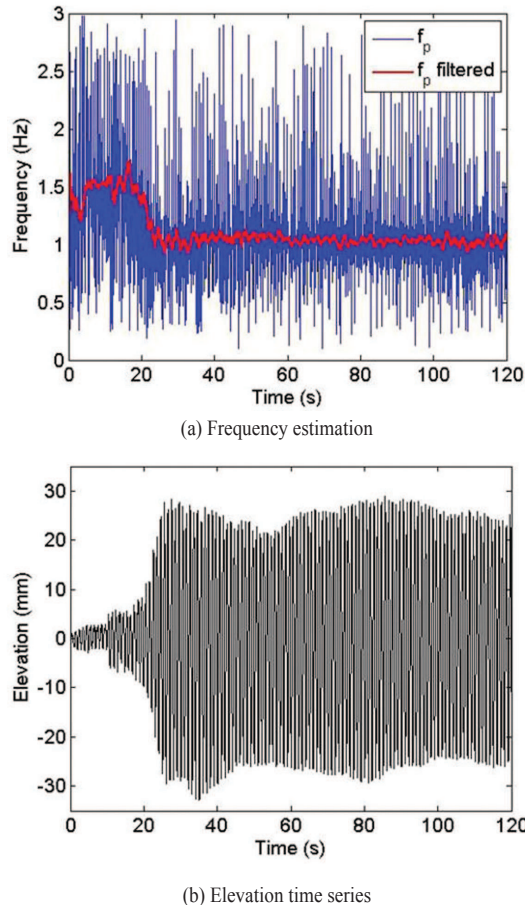 3
2.5
2
1.5
1
0.5
0
Frequency (Hz)
f_p
f_p filtered
0 20 40 60 80 100 120
Time (s)
(a) Frequency estimation
30
20
10
0
-10
-20
-30
Elevation (mm)
0 20 40 60 80 100 120
Time (s)
(b) Elevation time series